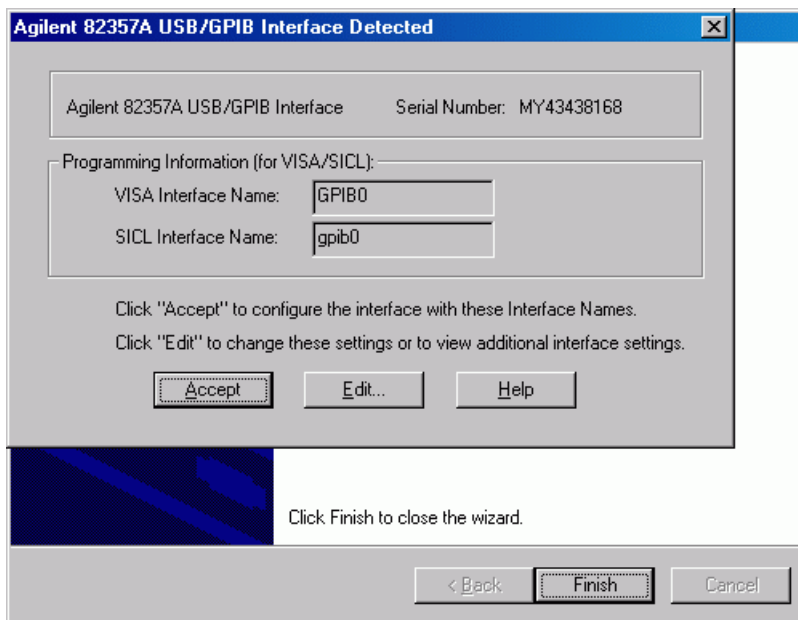 Agilent 82357A USB/GPIB Interface Detected
Agilent 82357A USB/GPIB Interface Serial Number: MY43438168
Programming Information (for VISA/SICL):
VISA Interface Name: GPIB0
SICL Interface Name: gpib0
Click "Accept" to configure the interface with these Interface Names.
Click "Edit" to change these settings or to view additional interface settings.
Accept Edit... Help
Click Finish to close the wizard.
< Back Finish Cancel